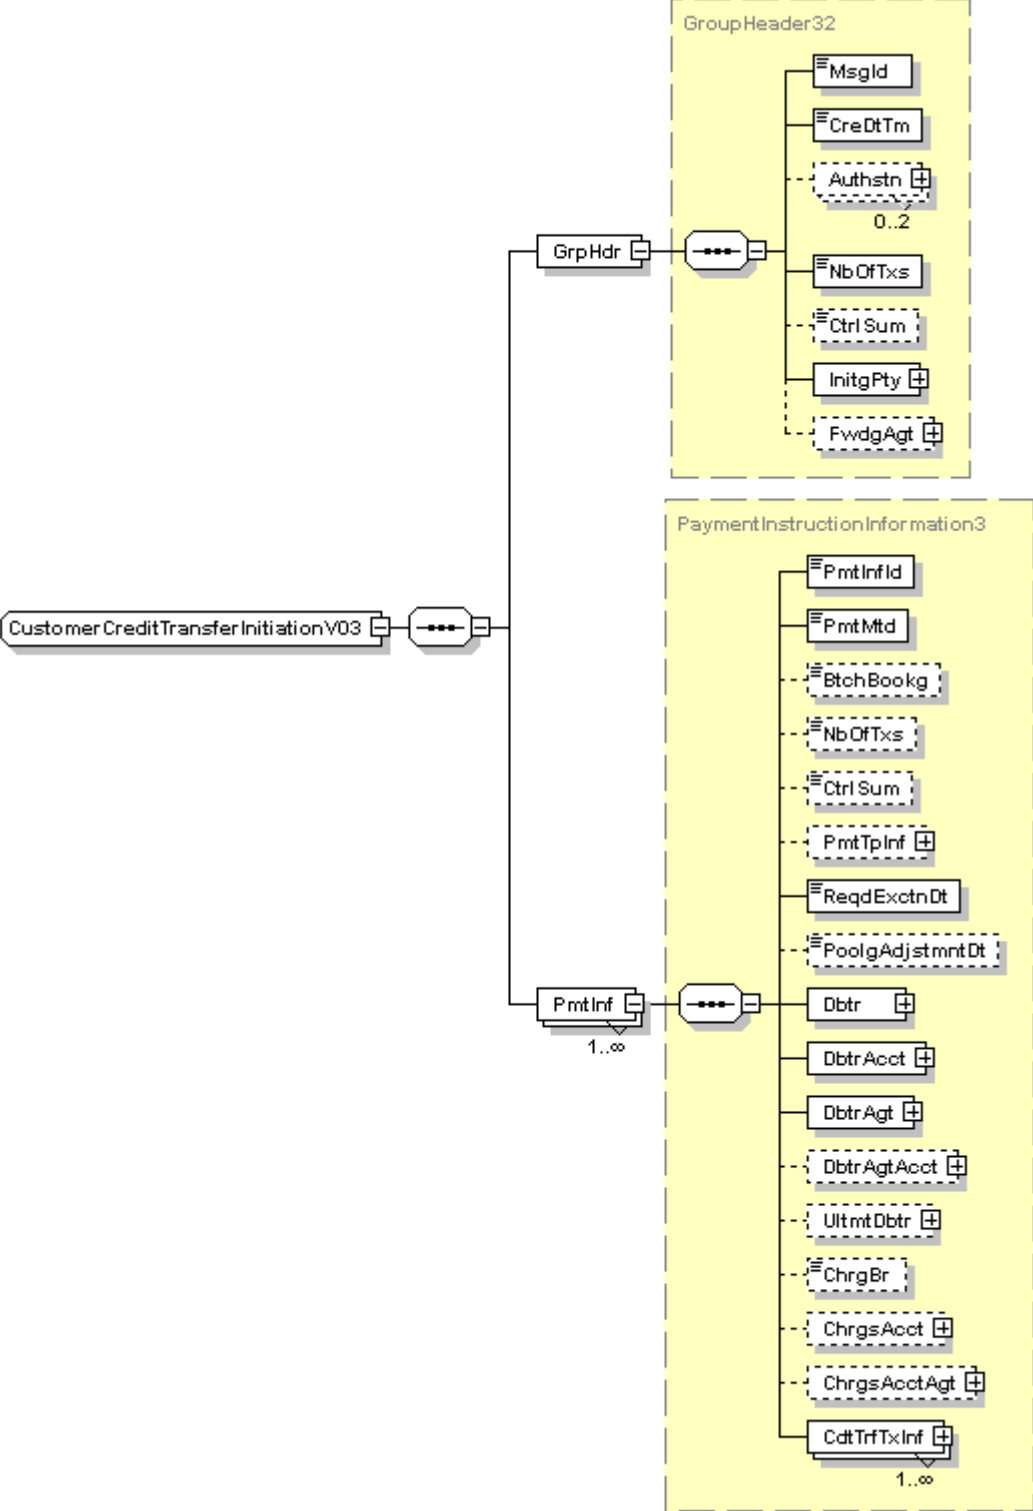 GroupHeader32
MsgId
CreDtTm
Authstn
0..2
GrpHdr
NbOfTxs
CtrlSum
InitgPty
FwdgAgt
PaymentInstructionInformation3
PmtInfId
CustomerCreditTransferInitiationV03
PmtMtd
BtchBookg
NbOfTxs
CtrlSum
PmtTpInf
ReqdExctnDt
PoolgAdjstmntDt
PmtInf
1..∞
Dbtr
DbtrAcct
DbtrAgt
DbtrAgtAcct
UltmtDbtr
ChrgBr
ChrgsAcct
ChrgsAcctAgt
CdtTrfTxInf
1..∞